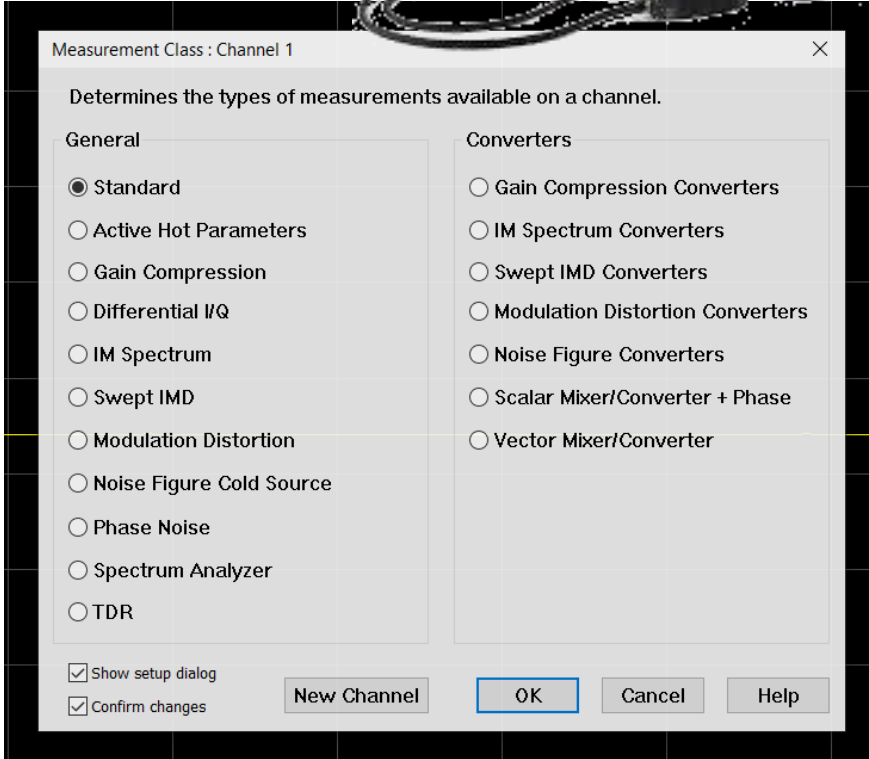 Measurement Class : Channel 1
Determines the types of measurements available on a channel.
General
Standard
Active Hot Parameters
Gain Compression
Differential I/Q
IM Spectrum
Swept IMD
Modulation Distortion
Noise Figure Cold Source
Phase Noise
Spectrum Analyzer
TDR
Converters
Gain Compression Converters
IM Spectrum Converters
Swept IMD Converters
Modulation Distortion Converters
Noise Figure Converters
Scalar Mixer/Converter + Phase
Vector Mixer/Converter
Show setup dialog
Confirm changes
New Channel
OK
Cancel
Help